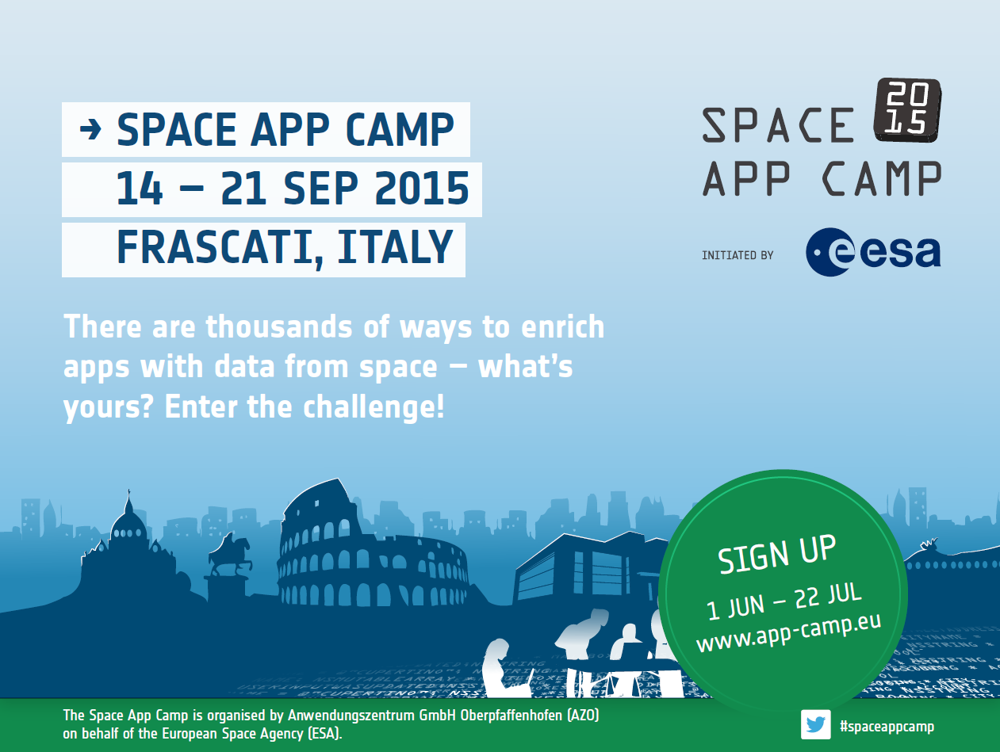 → SPACE APP CAMP
14 – 21 SEP 2015
FRASCATI, ITALY
SPACE 20
15
APP CAMP
INITIATED BY esa
There are thousands of ways to enrich
apps with data from space – what's
yours? Enter the challenge!
SIGN UP
1 JUN – 22 JUL
www.app-camp.eu
The Space App Camp is organised by Anwendungszentrum GmbH Oberpfaffenhofen (AZO)
on behalf of the European Space Agency (ESA).
#spaceappcamp